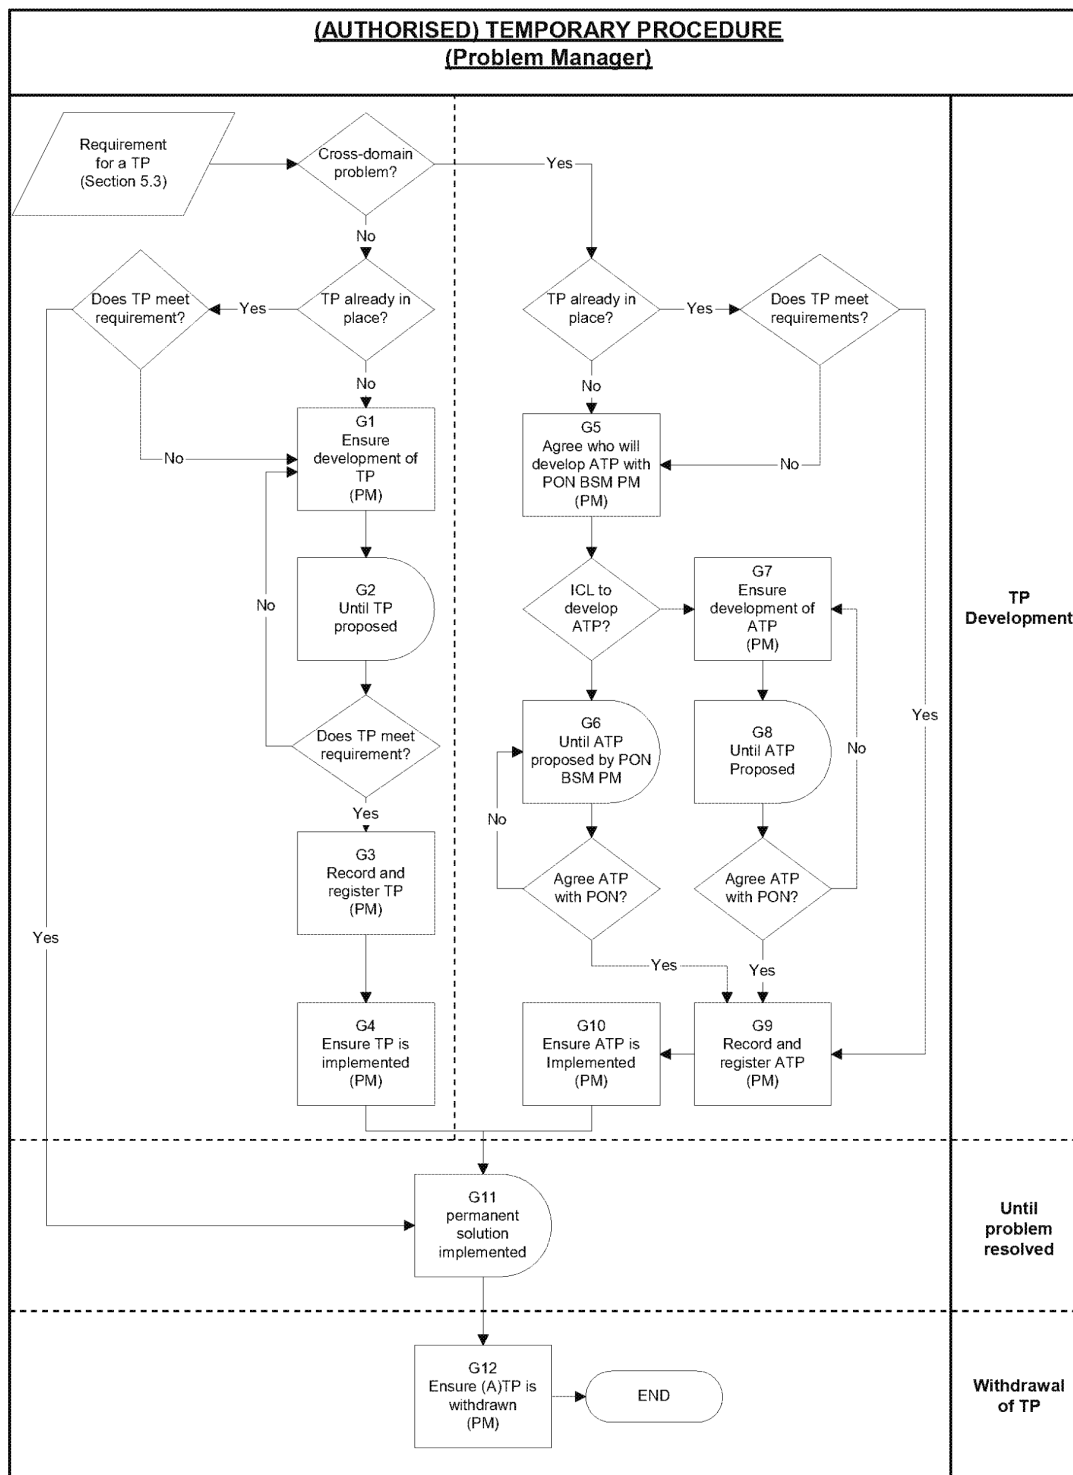 (AUTHORISED) TEMPORARY PROCEDURE
(Problem Manager)
Requirement
for a TP
(Section 5.3)
Cross-domain
problem?
Yes
No
Does TP meet
requirement?
Yes
TP already in
place?
TP already in
place?
Yes
Does TP meet
requirements?
No
No
G1
Ensure
development of
TP
(PM)
No
G5
Agree who will
develop ATP with
PON BSM PM
(PM)
No
G2
Until TP
proposed
No
ICL to
develop
ATP?
G7
Ensure
development of
ATP
(PM)
TP
Development
Does TP meet
requirement?
Yes
G6
Until ATP
proposed by PON
BSM PM
G8
Until ATP
Proposed
No
Yes
No
G3
Record and
register TP
(PM)
Agree ATP
with PON?
Agree ATP
with PON?
Yes
Yes
Yes
G4
Ensure TP is
implemented
(PM)
G10
Ensure ATP is
Implemented
(PM)
G9
Record and
register ATP
(PM)
G11
permanent
solution
implemented
Until
problem
resolved
G12
Ensure (A)TP is
withdrawn
(PM)
END
Withdrawal
of TP